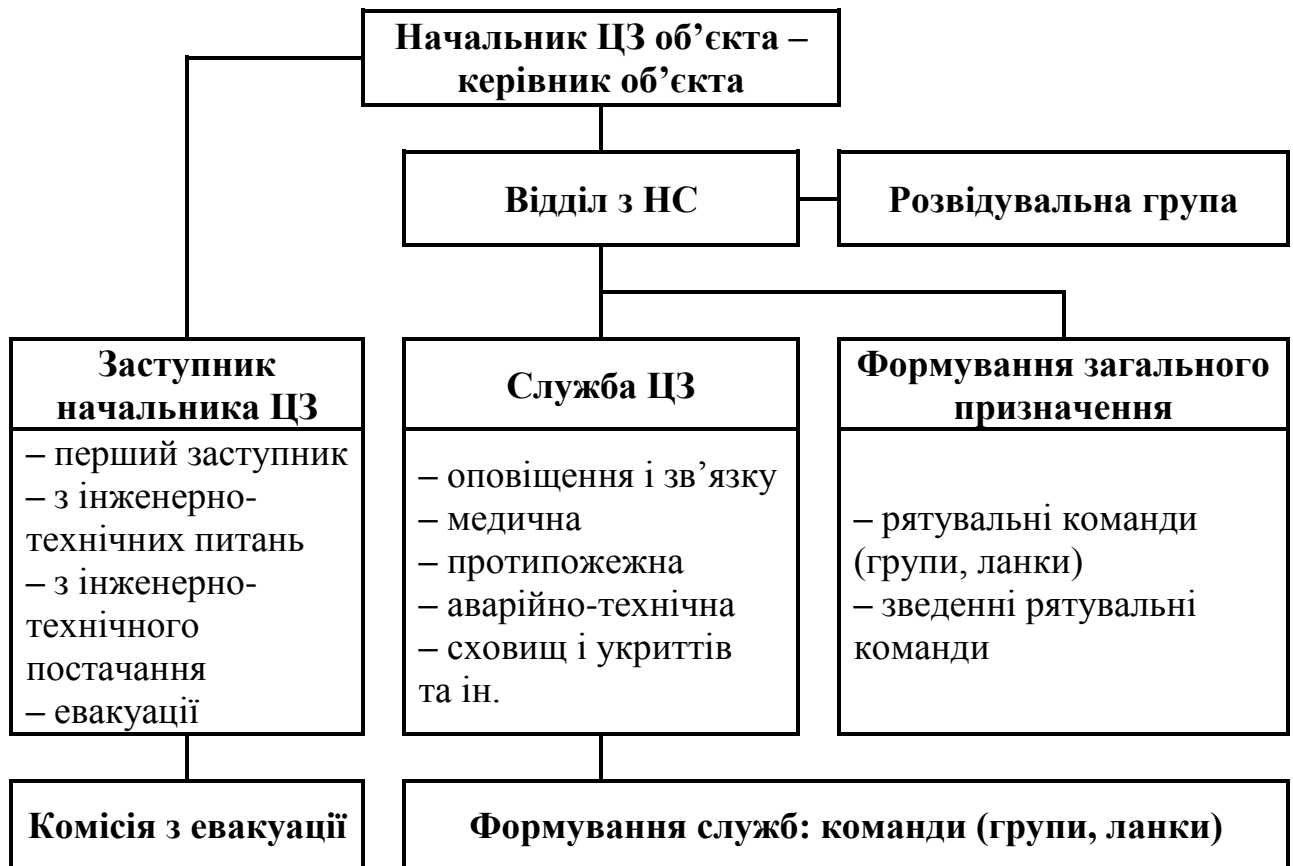 Начальник ЦЗ об’єкта –
керівник об’єкта
Відділ з НС
Розвідувальна група
Заступник
начальника ЦЗ
– перший заступник
– з інженерно-
технічних питань
– з інженерно-
технічного
постачання
– евакуації
Служба ЦЗ
– оповіщення і зв’язку
– медична
– протипожежна
– аварійно-технічна
– сховищ і укриттів
та ін.
Формування загального
призначення
– рятувальні команди
(групи, ланки)
– зведенні рятувальні
команди
Комісія з евакуації
Формування служб: команди (групи, ланки)